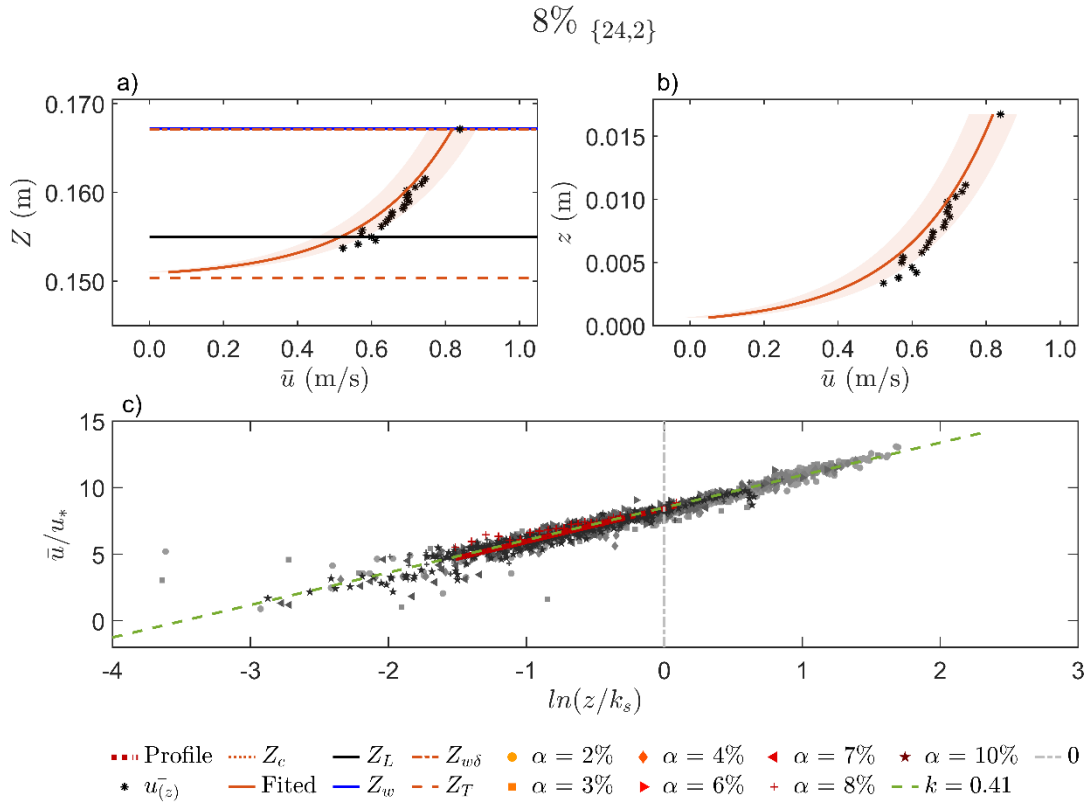 8% {24,2}
a)
b)
0.170
0.160
0.150
Z (m)
0.0 0.2 0.4 0.6 0.8 1.0
ū (m/s)
0.015
0.010
0.005
0.000
z (m)
0.0 0.2 0.4 0.6 0.8 1.0
ū (m/s)
c)
15
10
5
0
ū/u*
-4 -3 -2 -1 0 1 2 3
ln(z/ks)
Profile Zc ZL Zwδ α = 2% α = 4% α = 7% α = 10% 0
ū(z) Fited Zw ZT α = 3% α = 6% α = 8% k = 0.41